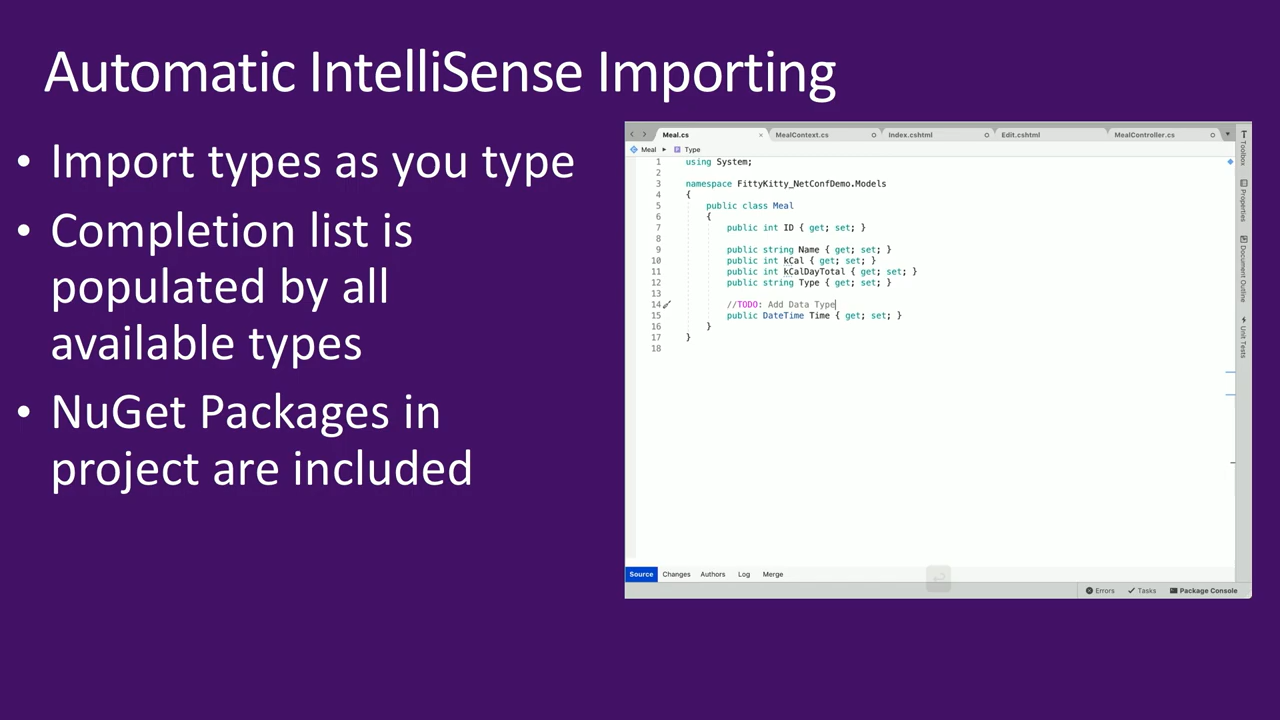 Automatic IntelliSense Importing
• Import types as you type
• Completion list is
populated by all
available types
• NuGet Packages in
project are included
Meal.cs × MealContext.cs Index.cshtml Edit.cshtml MealController.cs
Meal ▸ P Type
1 using System;
2
3 namespace FittyKitty_NetConfDemo.Models
4 {
5 public class Meal
6 {
7 public int ID { get; set; }
8
9 public string Name { get; set; }
10 public int kCal { get; set; }
11 public int kCalDayTotal { get; set; }
12 public string Type { get; set; }
13
14 //TODO: Add Data Type
15 public DateTime Time { get; set; }
16 }
17 }
18
Toolbox
Properties
Document Outline
Unit Tests
Source Changes Authors Log Merge
Errors Tasks Package Console